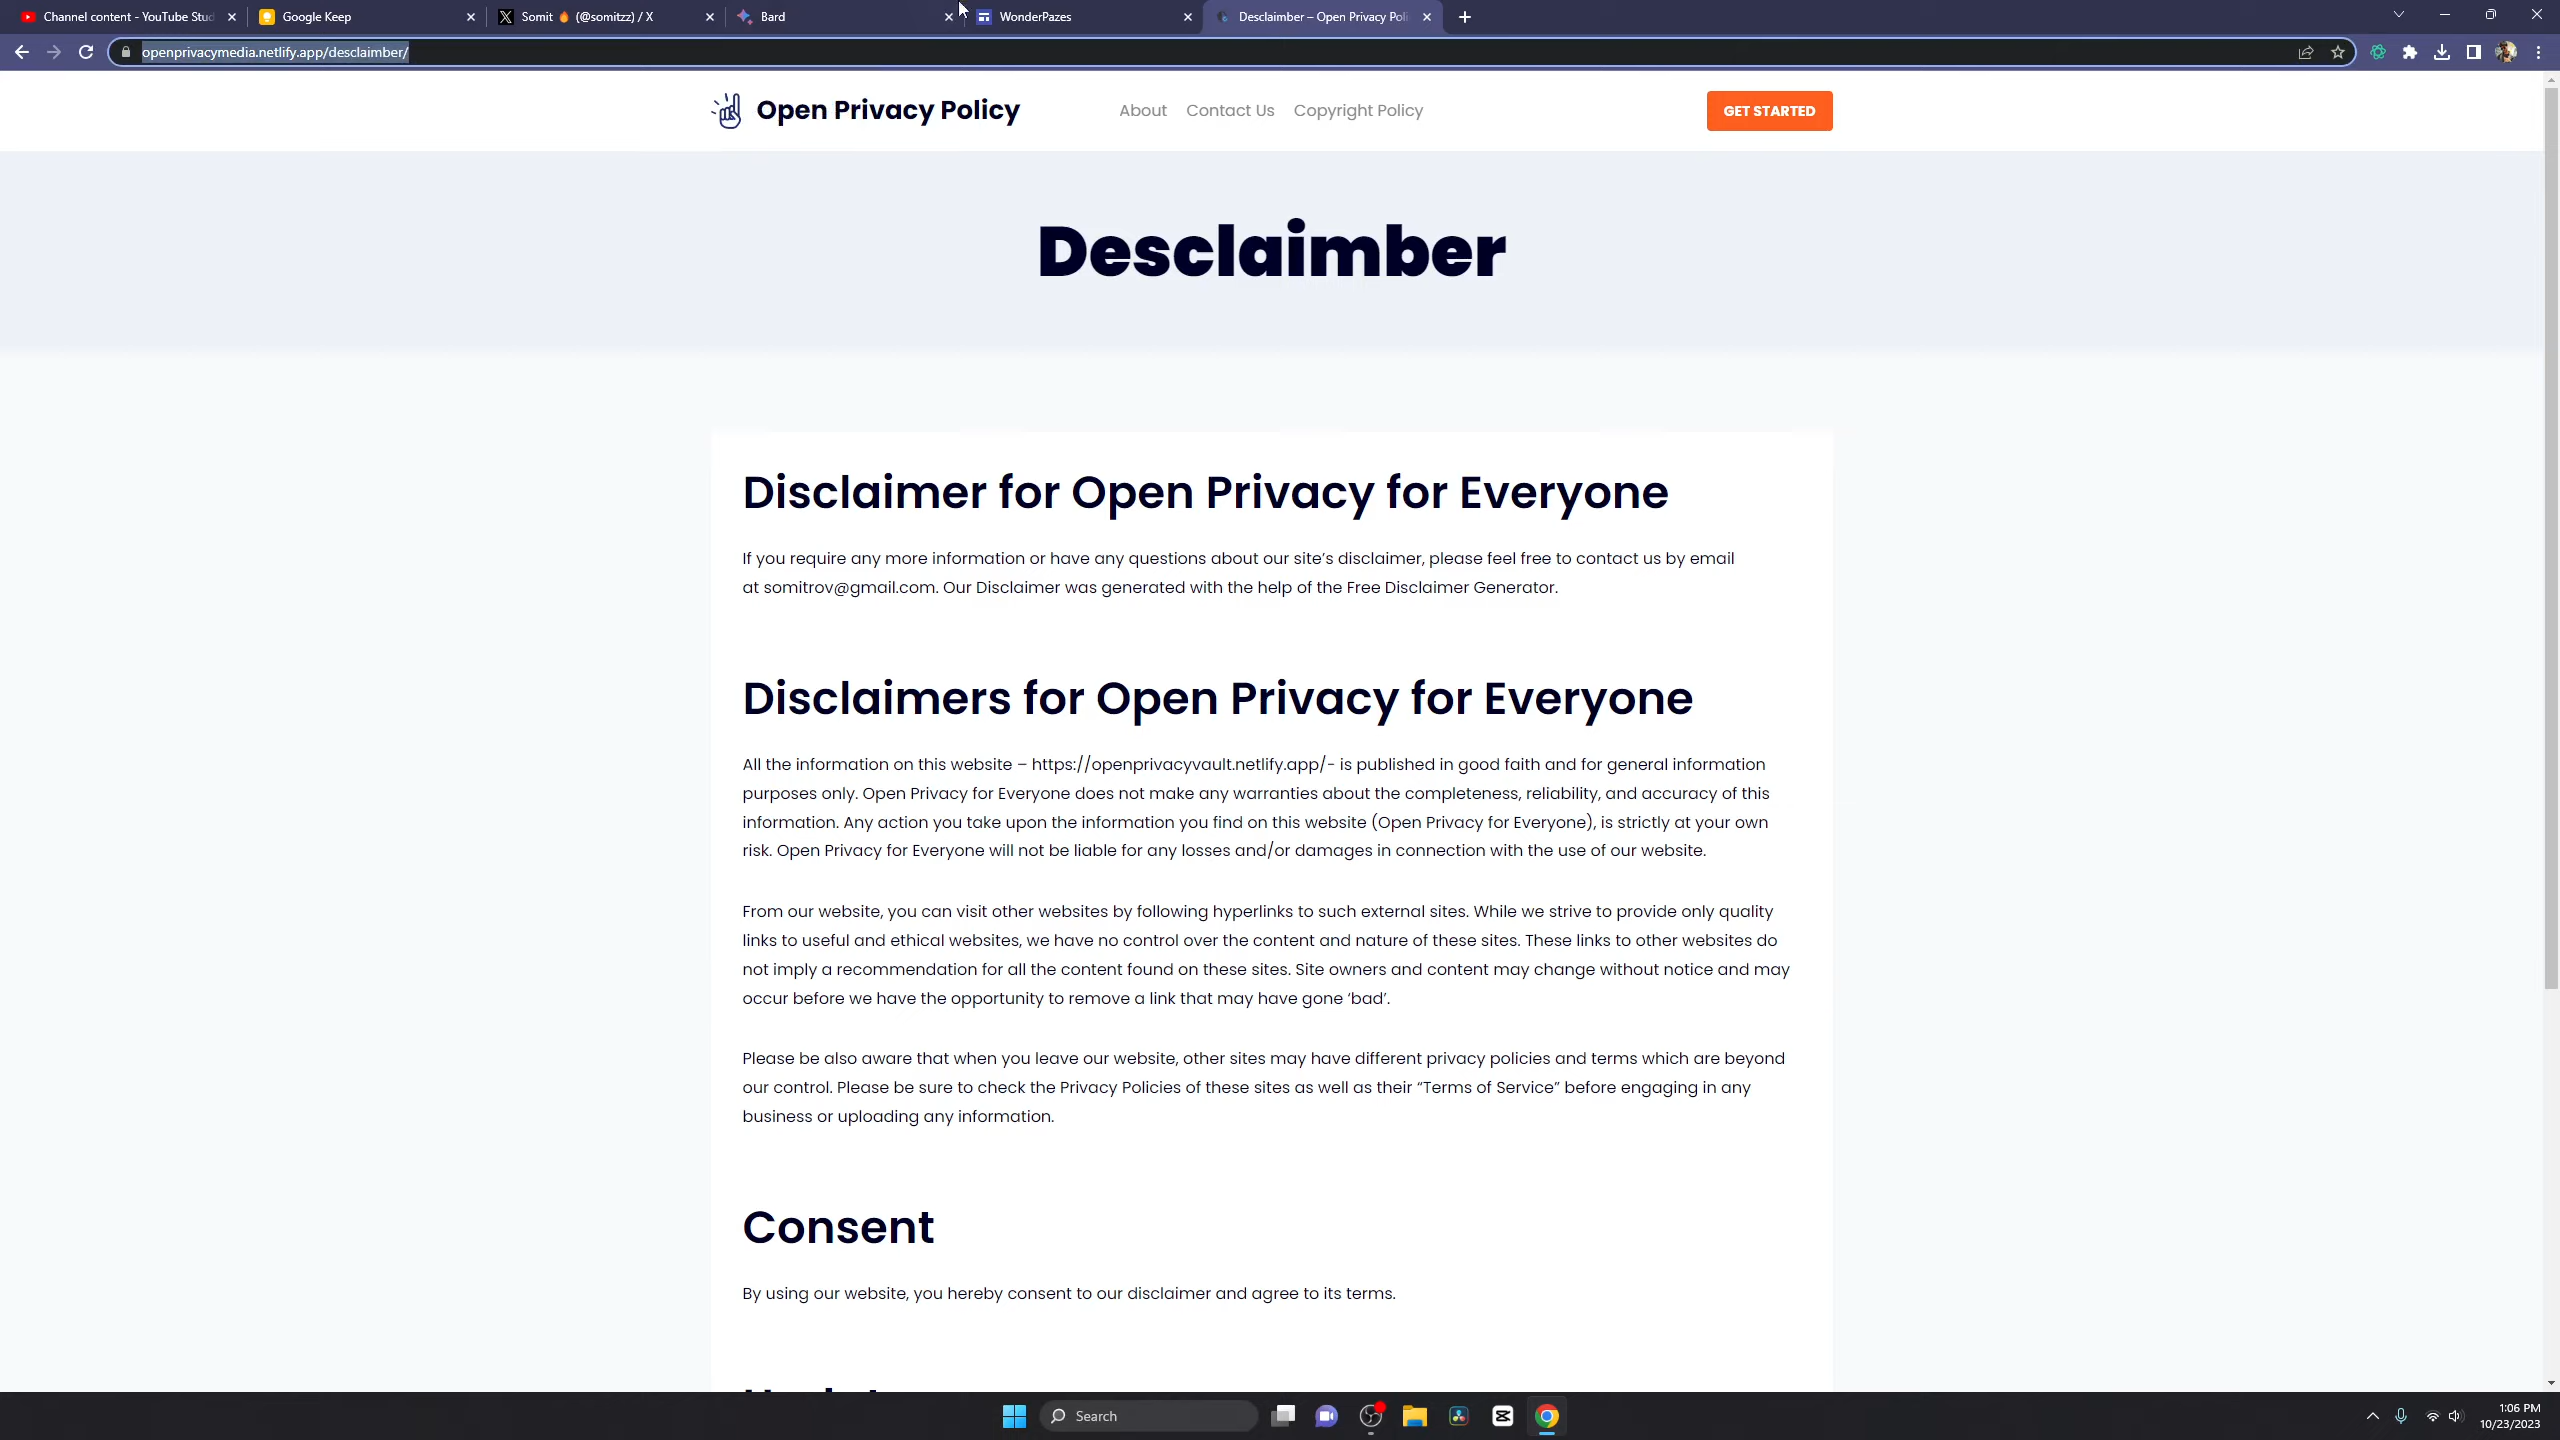 Channel content - YouTube Stud
Google Keep
Somit 🔥 (@somitzz) / X
Bard
WonderPazes
Desclaimber – Open Privacy Poli
openprivacymedia.netlify.app/desclaimber/
Open Privacy Policy
About
Contact Us
Copyright Policy
GET STARTED
Desclaimber
Disclaimer for Open Privacy for Everyone
If you require any more information or have any questions about our site’s disclaimer, please feel free to contact us by email
at somitrov@gmail.com. Our Disclaimer was generated with the help of the Free Disclaimer Generator.
Disclaimers for Open Privacy for Everyone
All the information on this website – https://openprivacyvault.netlify.app/- is published in good faith and for general information
purposes only. Open Privacy for Everyone does not make any warranties about the completeness, reliability, and accuracy of this
information. Any action you take upon the information you find on this website (Open Privacy for Everyone), is strictly at your own
risk. Open Privacy for Everyone will not be liable for any losses and/or damages in connection with the use of our website.
From our website, you can visit other websites by following hyperlinks to such external sites. While we strive to provide only quality
links to useful and ethical websites, we have no control over the content and nature of these sites. These links to other websites do
not imply a recommendation for all the content found on these sites. Site owners and content may change without notice and may
occur before we have the opportunity to remove a link that may have gone ‘bad’.
Please be also aware that when you leave our website, other sites may have different privacy policies and terms which are beyond
our control. Please be sure to check the Privacy Policies of these sites as well as their “Terms of Service” before engaging in any
business or uploading any information.
Consent
By using our website, you hereby consent to our disclaimer and agree to its terms.
Search
1:06 PM
10/23/2023